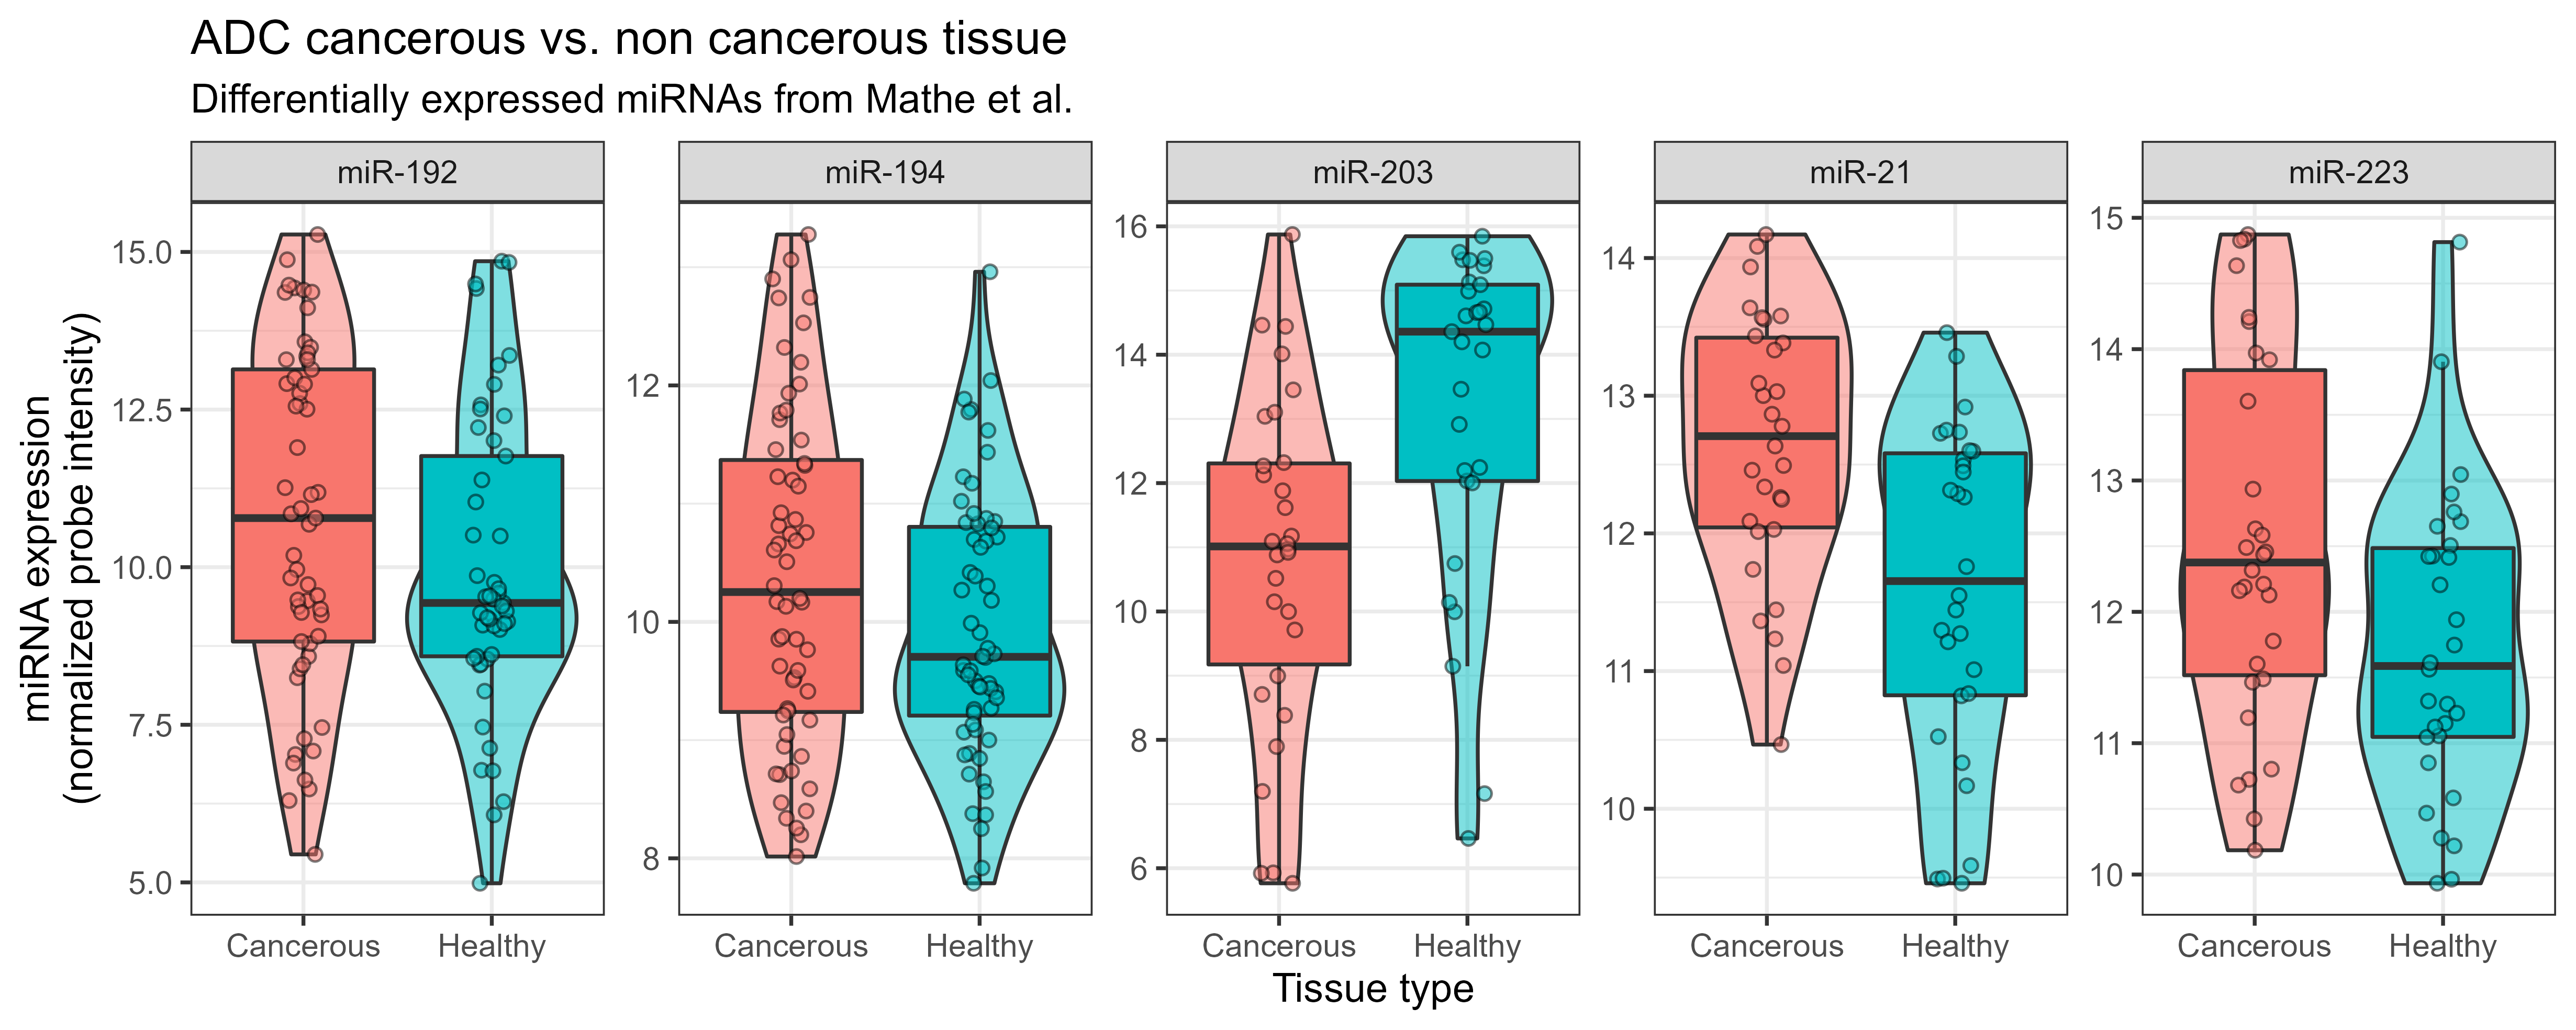 ADC cancerous vs. non cancerous tissue
Differentially expressed miRNAs from Mathe et al.
miRNA expression
(normalized probe intensity)
miR-192
15.0
12.5
10.0
7.5
5.0
Cancerous Healthy
miR-194
12
10
8
Cancerous Healthy
miR-203
16
14
12
10
8
6
Cancerous Healthy
miR-21
14
13
12
11
10
Cancerous Healthy
miR-223
15
14
13
12
11
10
Cancerous Healthy
Tissue type